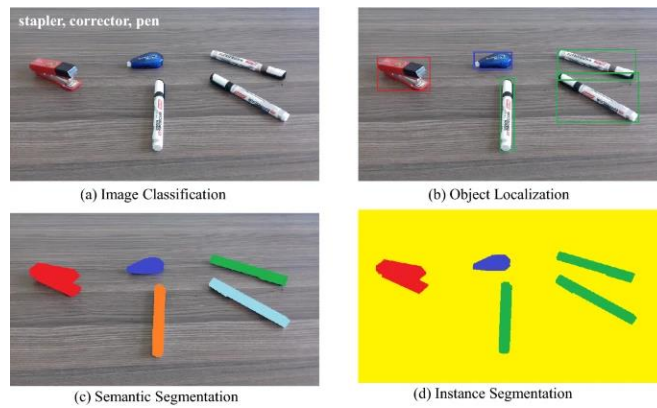 stapler, corrector, pen
(a) Image Classification
(b) Object Localization
(c) Semantic Segmentation
(d) Instance Segmentation